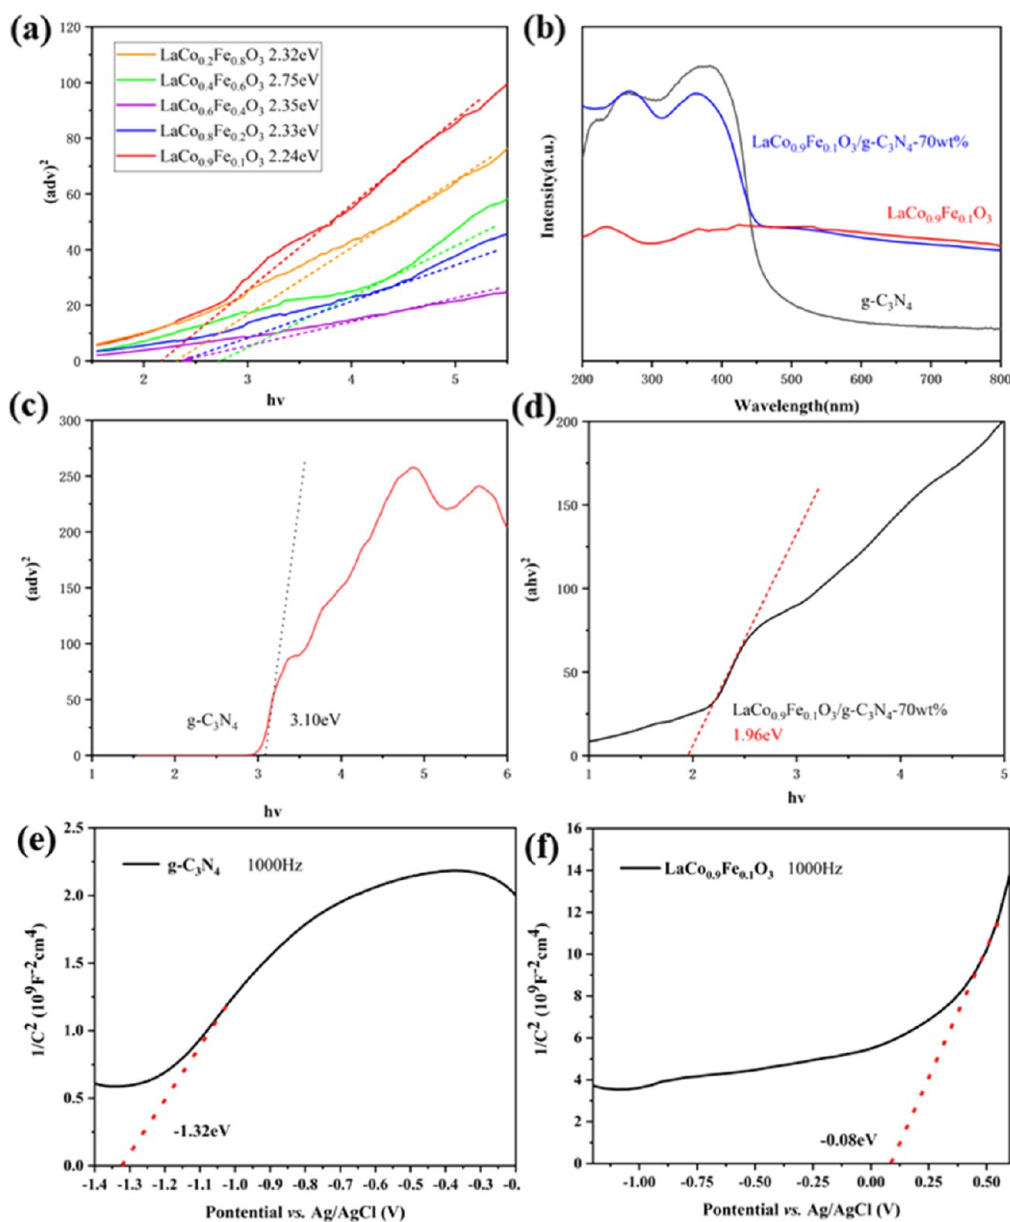 (a)
120
100
80
60
40
20
0
(adv)²
LaCo₀.₂Fe₀.₈O₃ 2.32eV
LaCo₀.₄Fe₀.₆O₃ 2.75eV
LaCo₀.₆Fe₀.₄O₃ 2.35eV
LaCo₀.₈Fe₀.₂O₃ 2.33eV
LaCo₀.₉Fe₀.₁O₃ 2.24eV
2 3 4 5
hv
(b)
Intensity(a.u.)
LaCo₀.₉Fe₀.₁O₃/g-C₃N₄-70wt%
LaCo₀.₉Fe₀.₁O₃
g-C₃N₄
200 300 400 500 600 700 800
Wavelength(nm)
(c)
300
250
200
150
100
50
0
(adv)²
g-C₃N₄ 3.10eV
1 2 3 4 5 6
hv
(d)
200
150
100
50
0
(ahv)²
LaCo₀.₉Fe₀.₁O₃/g-C₃N₄-70wt%
1.96eV
1 2 3 4 5
hv
(e)
2.5
2.0
1.5
1.0
0.5
0.0
1/C² (10⁹F⁻²cm⁴)
g-C₃N₄ 1000Hz
-1.32eV
-1.4 -1.3 -1.2 -1.1 -1.0 -0.9 -0.8 -0.7 -0.6 -0.5 -0.4 -0.3 -0.
Pontential vs. Ag/AgCl (V)
(f)
16
14
12
10
8
6
4
2
0
1/C² (10⁹F⁻²cm⁴)
LaCo₀.₉Fe₀.₁O₃ 1000Hz
-0.08eV
-1.00 -0.75 -0.50 -0.25 0.00 0.25 0.50
Pontential vs. Ag/AgCl (V)